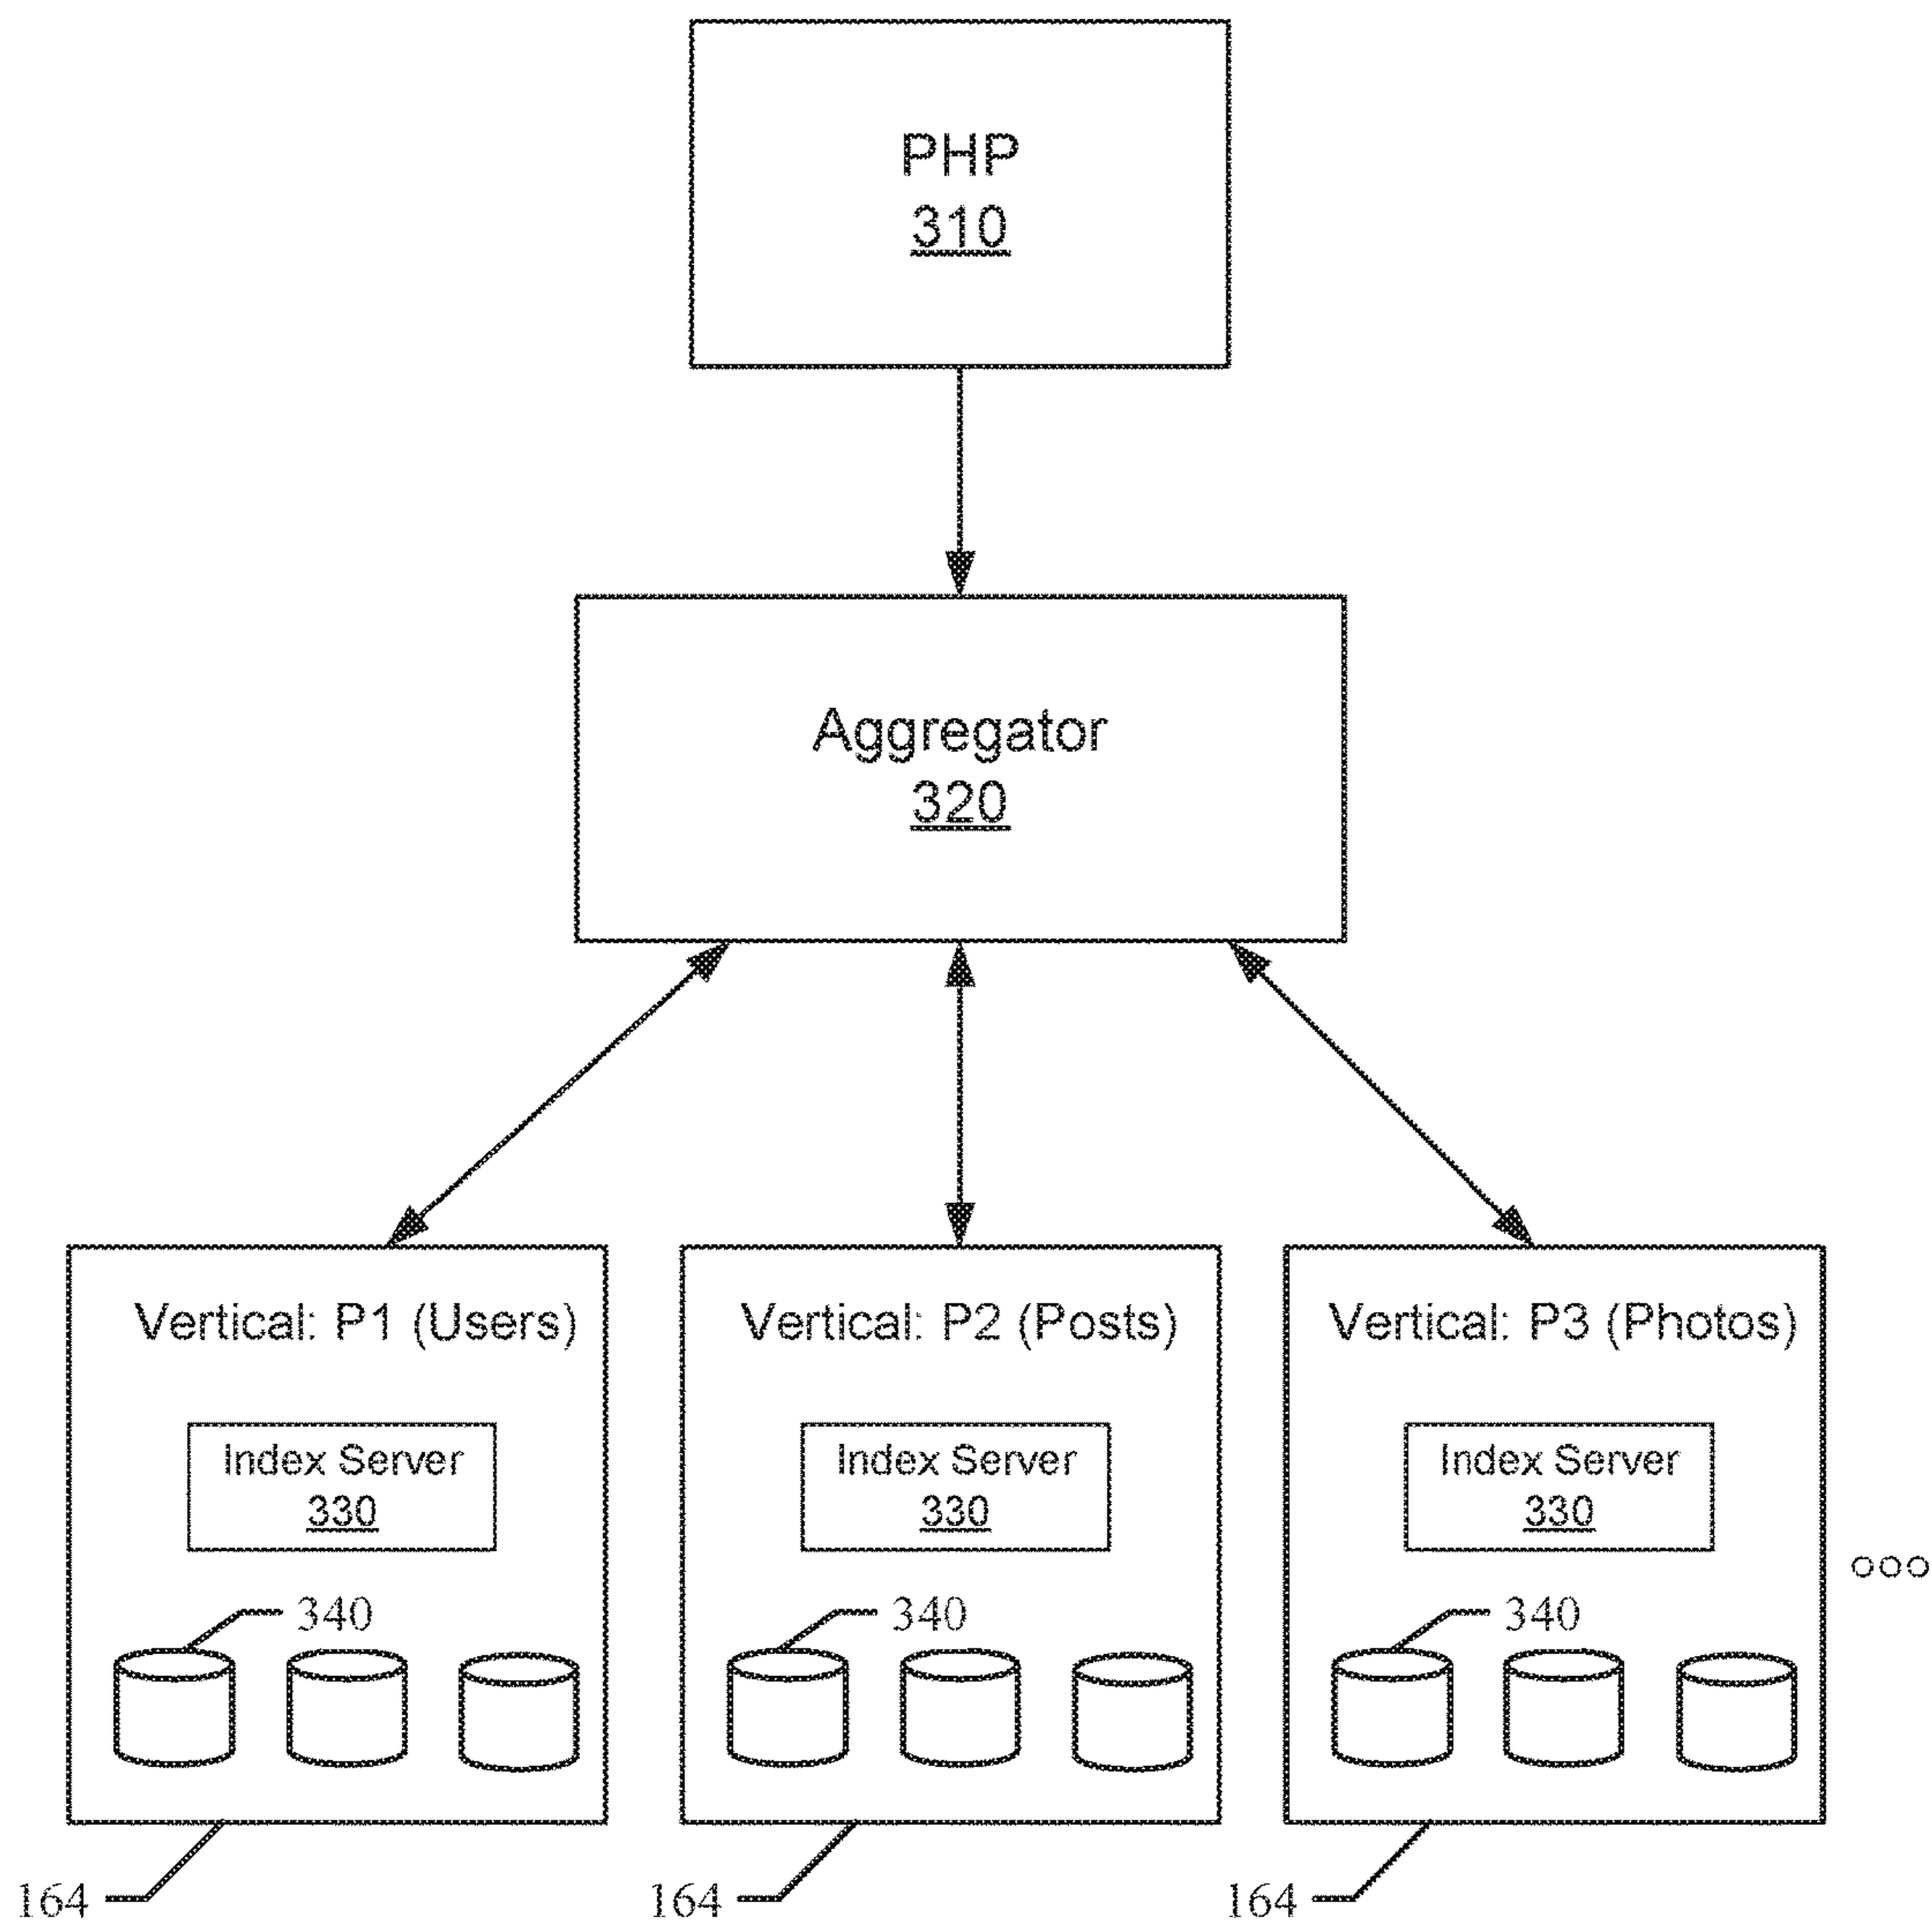 PHP
310
Aggregator
320
Vertical: P1 (Users)
Vertical: P2 (Posts)
Vertical: P3 (Photos)
Index Server
330
Index Server
330
Index Server
330
340
340
340
164
164
164